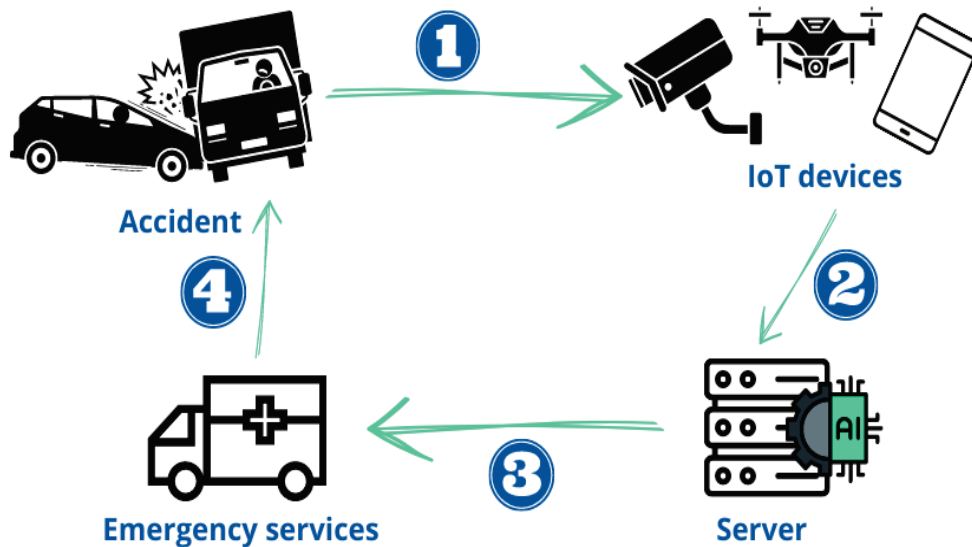 1
IoT devices
Accident
4
2
AI
3
Emergency services
Server